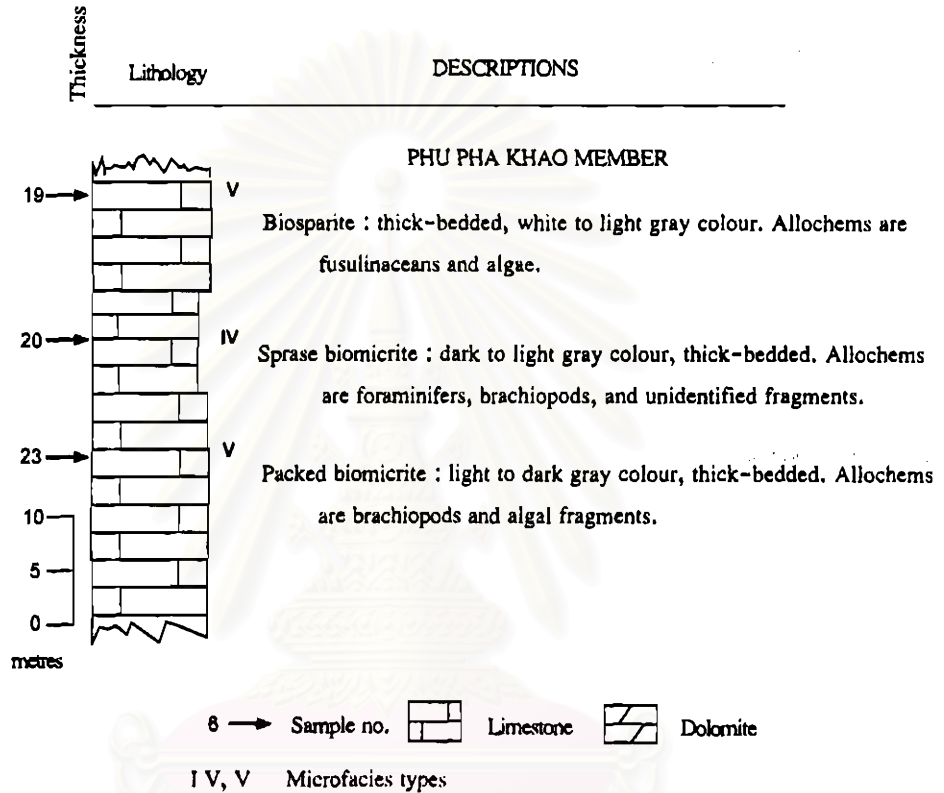 Thickness
Lithology
DESCRIPTIONS
PHU PHA KHAO MEMBER
19
V
Biosparite : thick-bedded, white to light gray colour. Allochems are
fusulinaceans and algae.
20
IV
Sprase biomicrite : dark to light gray colour, thick-bedded. Allochems
are foraminifers, brachiopods, and unidentified fragments.
23
V
Packed biomicrite : light to dark gray colour, thick-bedded. Allochems
are brachiopods and algal fragments.
10
5
0
metres
8 Sample no. Limestone Dolomite
I V, V Microfacies types